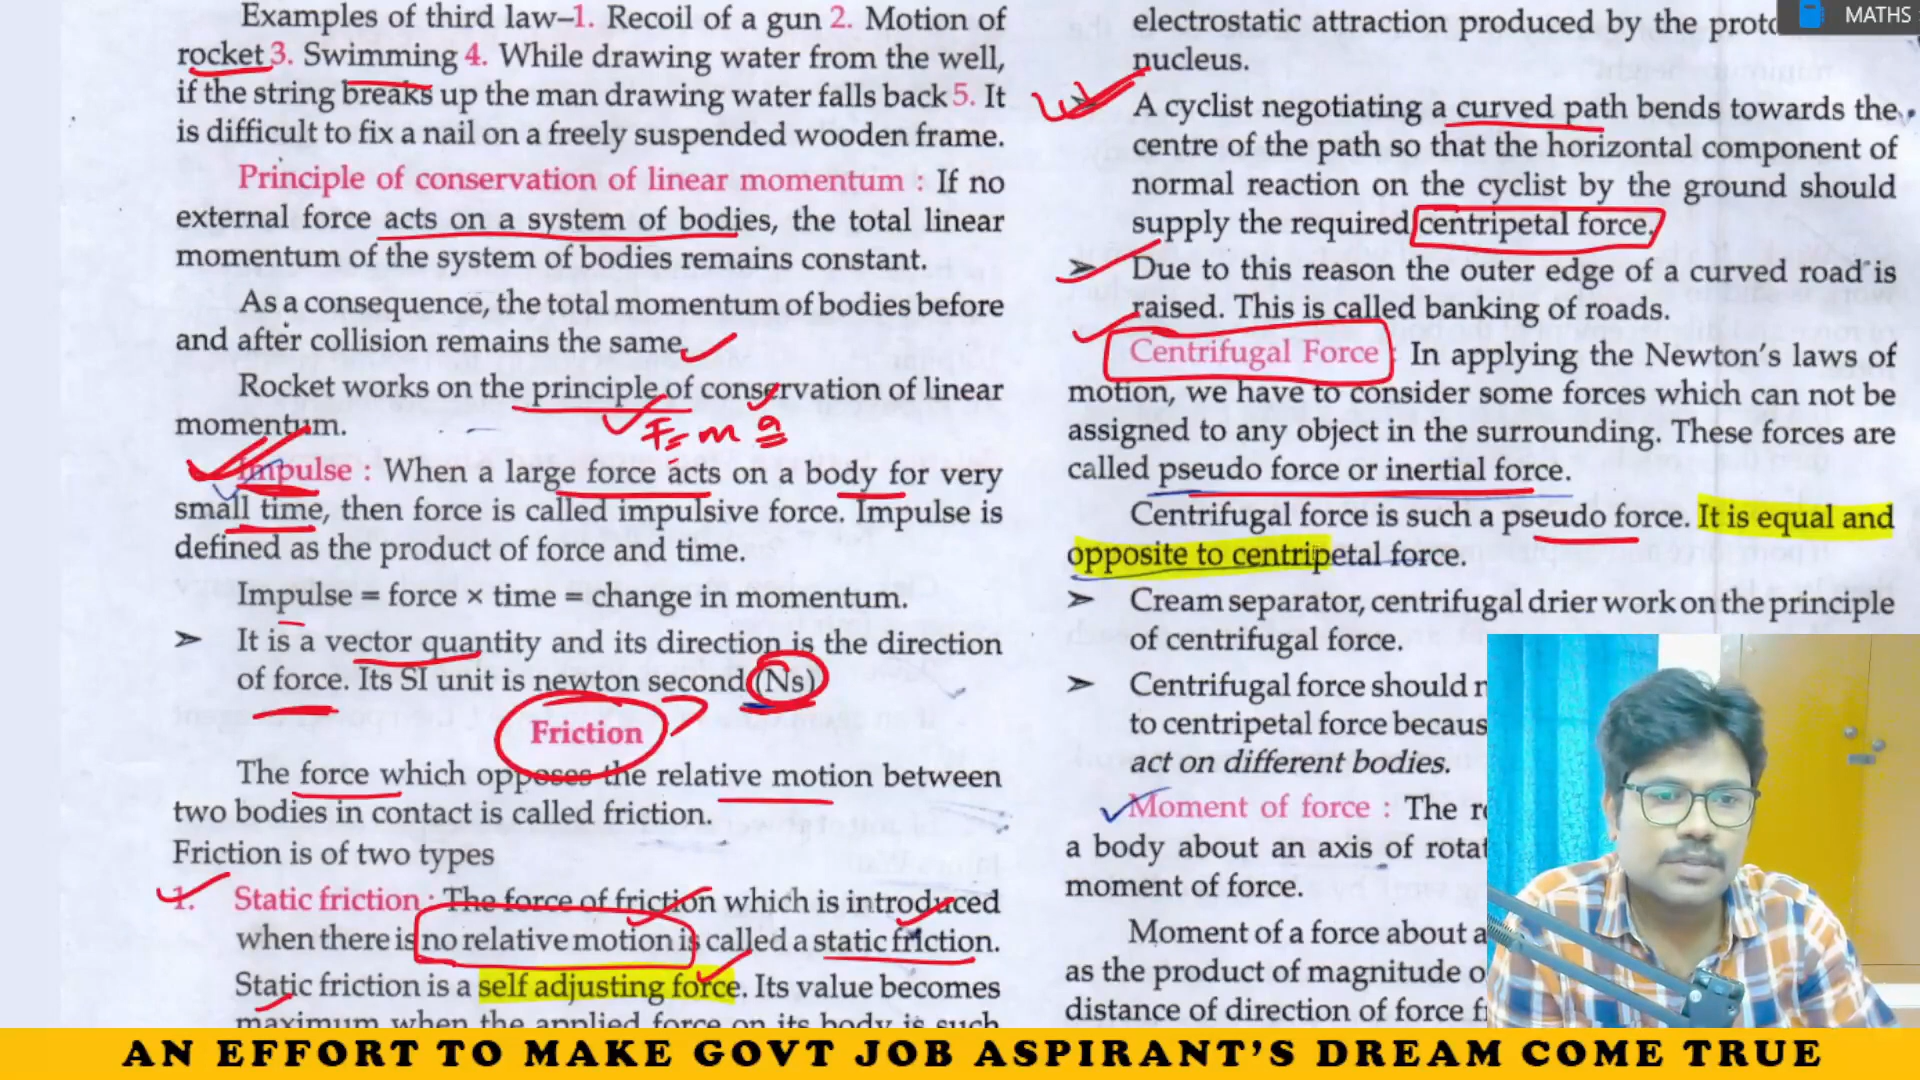 Examples of third law–1. Recoil of a gun 2. Motion of
rocket 3. Swimming 4. While drawing water from the well,
if the string breaks up the man drawing water falls back 5. It
is difficult to fix a nail on a freely suspended wooden frame.
Principle of conservation of linear momentum : If no
external force acts on a system of bodies, the total linear
momentum of the system of bodies remains constant.
As a consequence, the total momentum of bodies before
and after collision remains the same.
Rocket works on the principle of conservation of linear
momentum.
F = m a
Impulse : When a large force acts on a body for very
small time, then force is called impulsive force. Impulse is
defined as the product of force and time.
Impulse = force × time = change in momentum.
➢ It is a vector quantity and its direction is the direction
of force. Its SI unit is newton second (Ns)
Friction
The force which opposes the relative motion between
two bodies in contact is called friction.
Friction is of two types
1. Static friction : The force of friction which is introduced
when there is no relative motion is called a static friction.
Static friction is a self adjusting force. Its value becomes
maximum when the applied force on its body is such
electrostatic attraction produced by the
nucleus.
➢ A cyclist negotiating a curved path bends towards the
centre of the path so that the horizontal component of
normal reaction on the cyclist by the ground should
supply the required centripetal force.
➢ Due to this reason the outer edge of a curved road is
raised. This is called banking of roads.
Centrifugal Force : In applying the Newton's laws of
motion, we have to consider some forces which can not be
assigned to any object in the surrounding. These forces are
called pseudo force or inertial force.
Centrifugal force is such a pseudo force. It is equal and
opposite to centripetal force.
➢ Cream separator, centrifugal drier work on the principle
of centrifugal force.
➢ Centrifugal force should
to centripetal force
act on different bodies.
Moment of force : The
a body about an axis of
moment of force.
Moment of a force about a
as the product of magnitude
distance of direction of force
MATHS
AN EFFORT TO MAKE GOVT JOB ASPIRANT'S DREAM COME TRUE